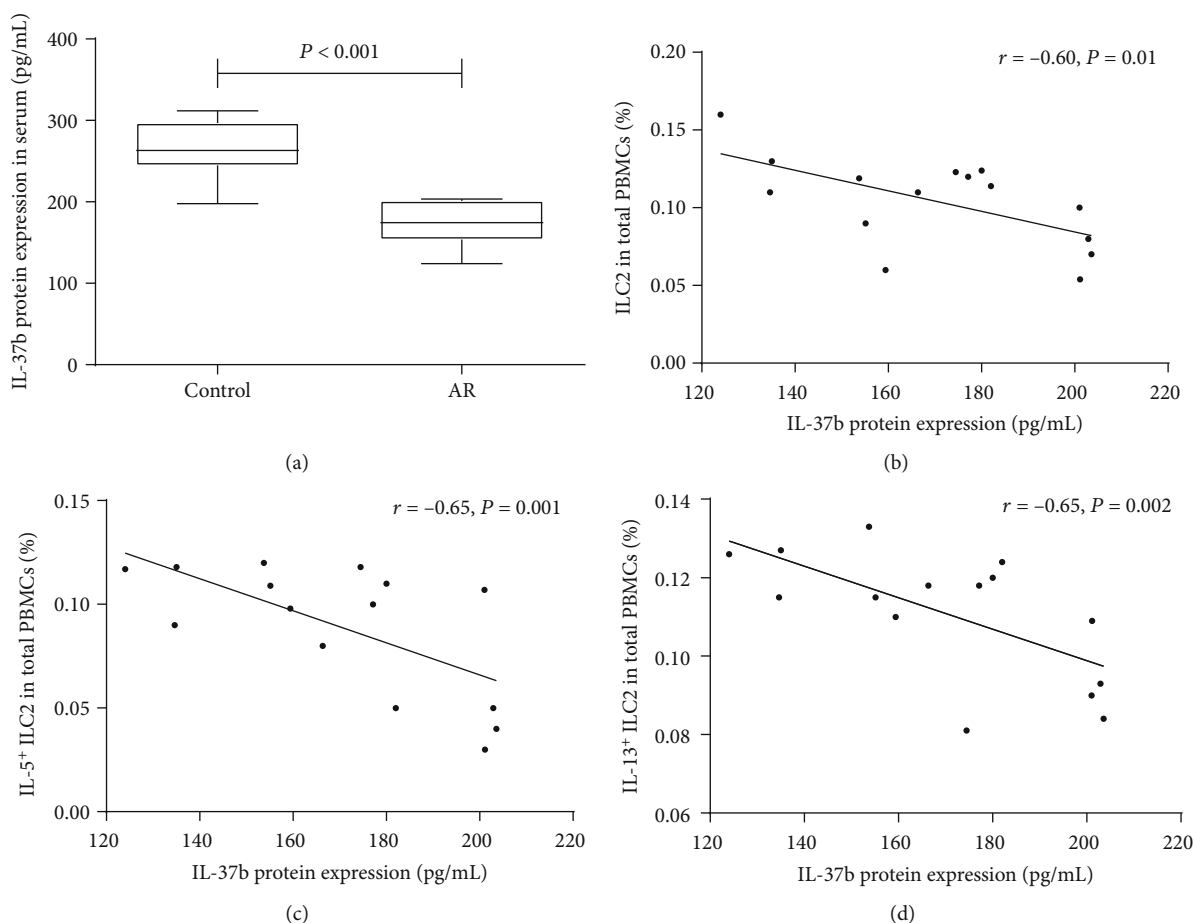 IL-37b protein expression in serum (pg/mL)
400
300
200
100
0
P < 0.001
Control
AR
(a)
ILC2 in total PBMCs (%)
0.20
0.15
0.10
0.05
0.00
r = –0.60, P = 0.01
120 140 160 180 200 220
IL-37b protein expression (pg/mL)
(b)
IL-5⁺ ILC2 in total PBMCs (%)
0.15
0.10
0.05
0.00
r = –0.65, P = 0.001
120 140 160 180 200 220
IL-37b protein expression (pg/mL)
(c)
IL-13⁺ ILC2 in total PBMCs (%)
0.14
0.12
0.10
0.08
0.06
r = –0.65, P = 0.002
120 140 160 180 200 220
IL-37b protein expression (pg/mL)
(d)